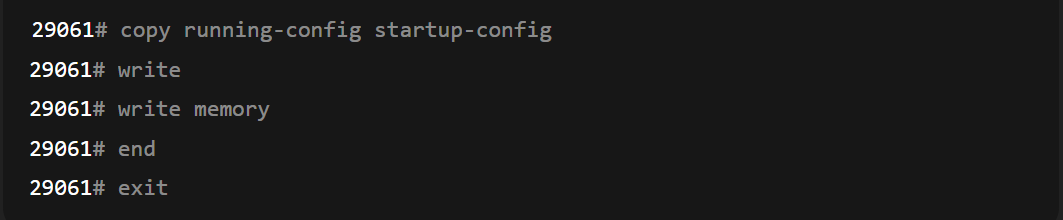 29061# copy running-config startup-config
29061# write
29061# write memory
29061# end
29061# exit